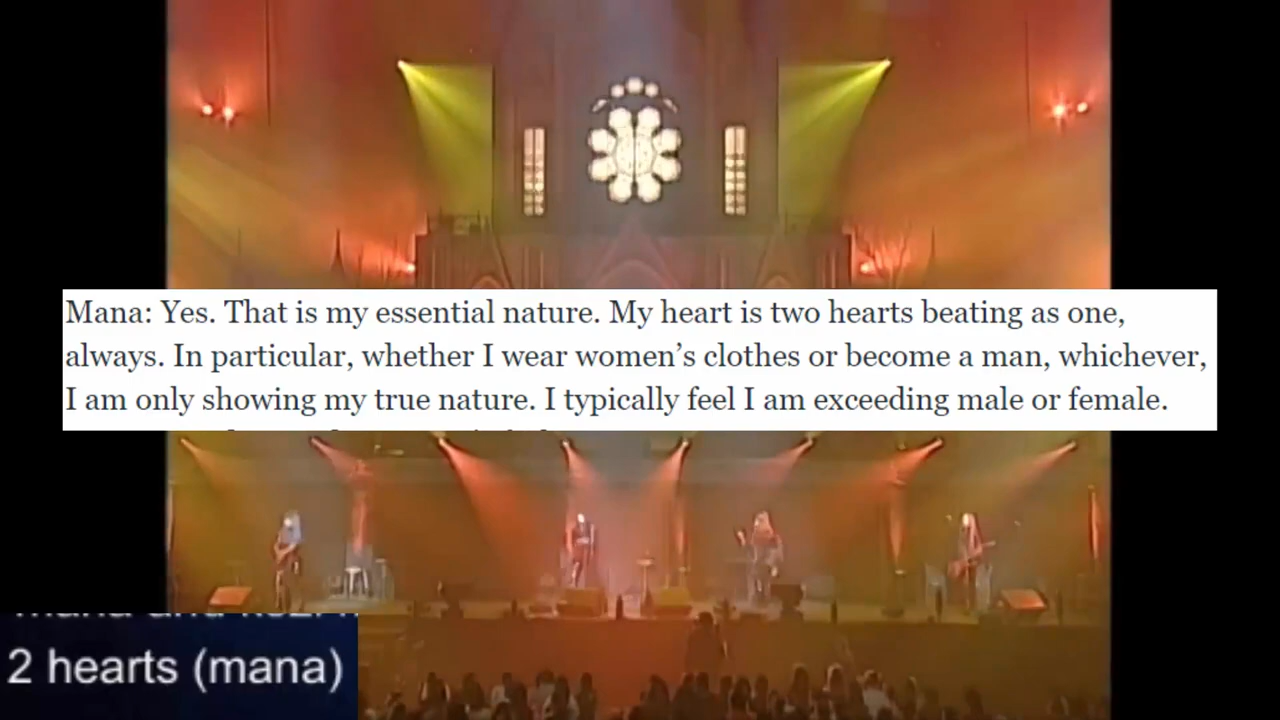 Mana: Yes. That is my essential nature. My heart is two hearts beating as one,
always. In particular, whether I wear women’s clothes or become a man, whichever,
I am only showing my true nature. I typically feel I am exceeding male or female.
2 hearts (mana)